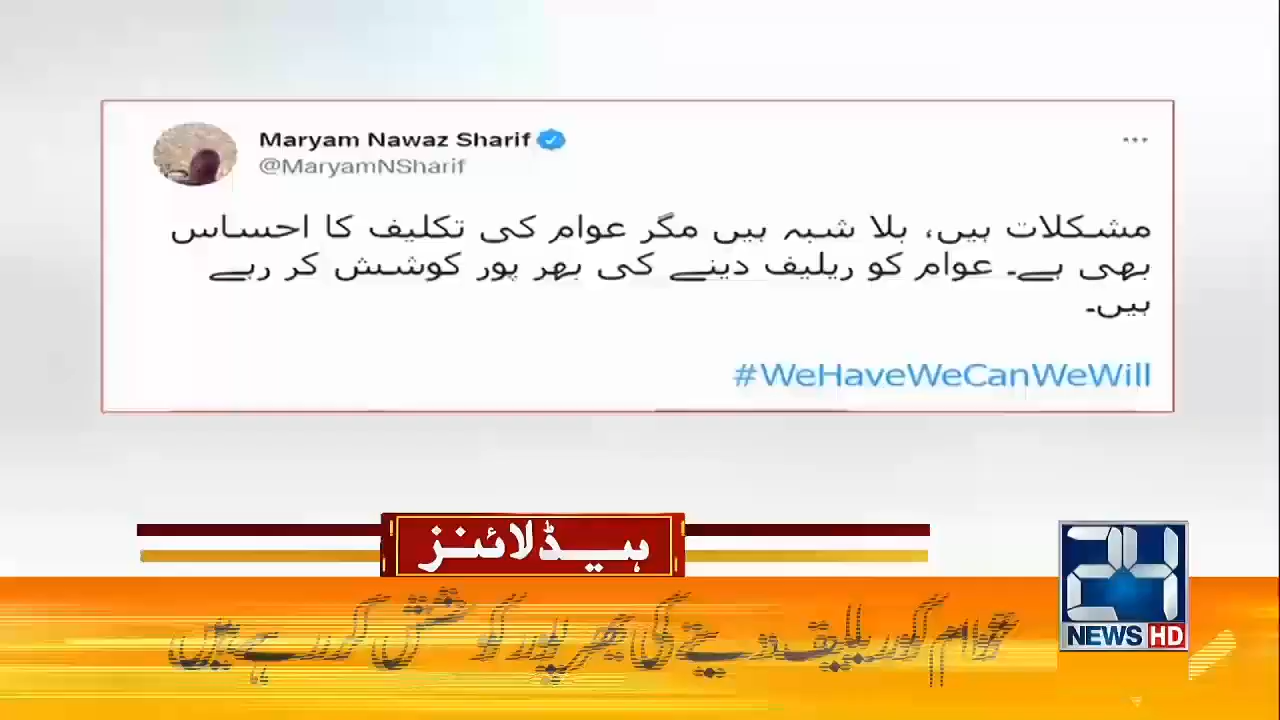 Maryam Nawaz Sharif
@MaryamNSharif
مشکلات ہیں، بلا شبہ ہیں مگر عوام کی تکلیف کا احساس
بھی ہے۔ عوام کو ریلیف دینے کی بھر پور کوشش کر رہے
ہیں۔
#WeHaveWeCanWeWill
ہیڈلائنز
عوام کو ریلیف دینے کی بھرپور کوشش کر رہے ہیں
24
NEWS HD